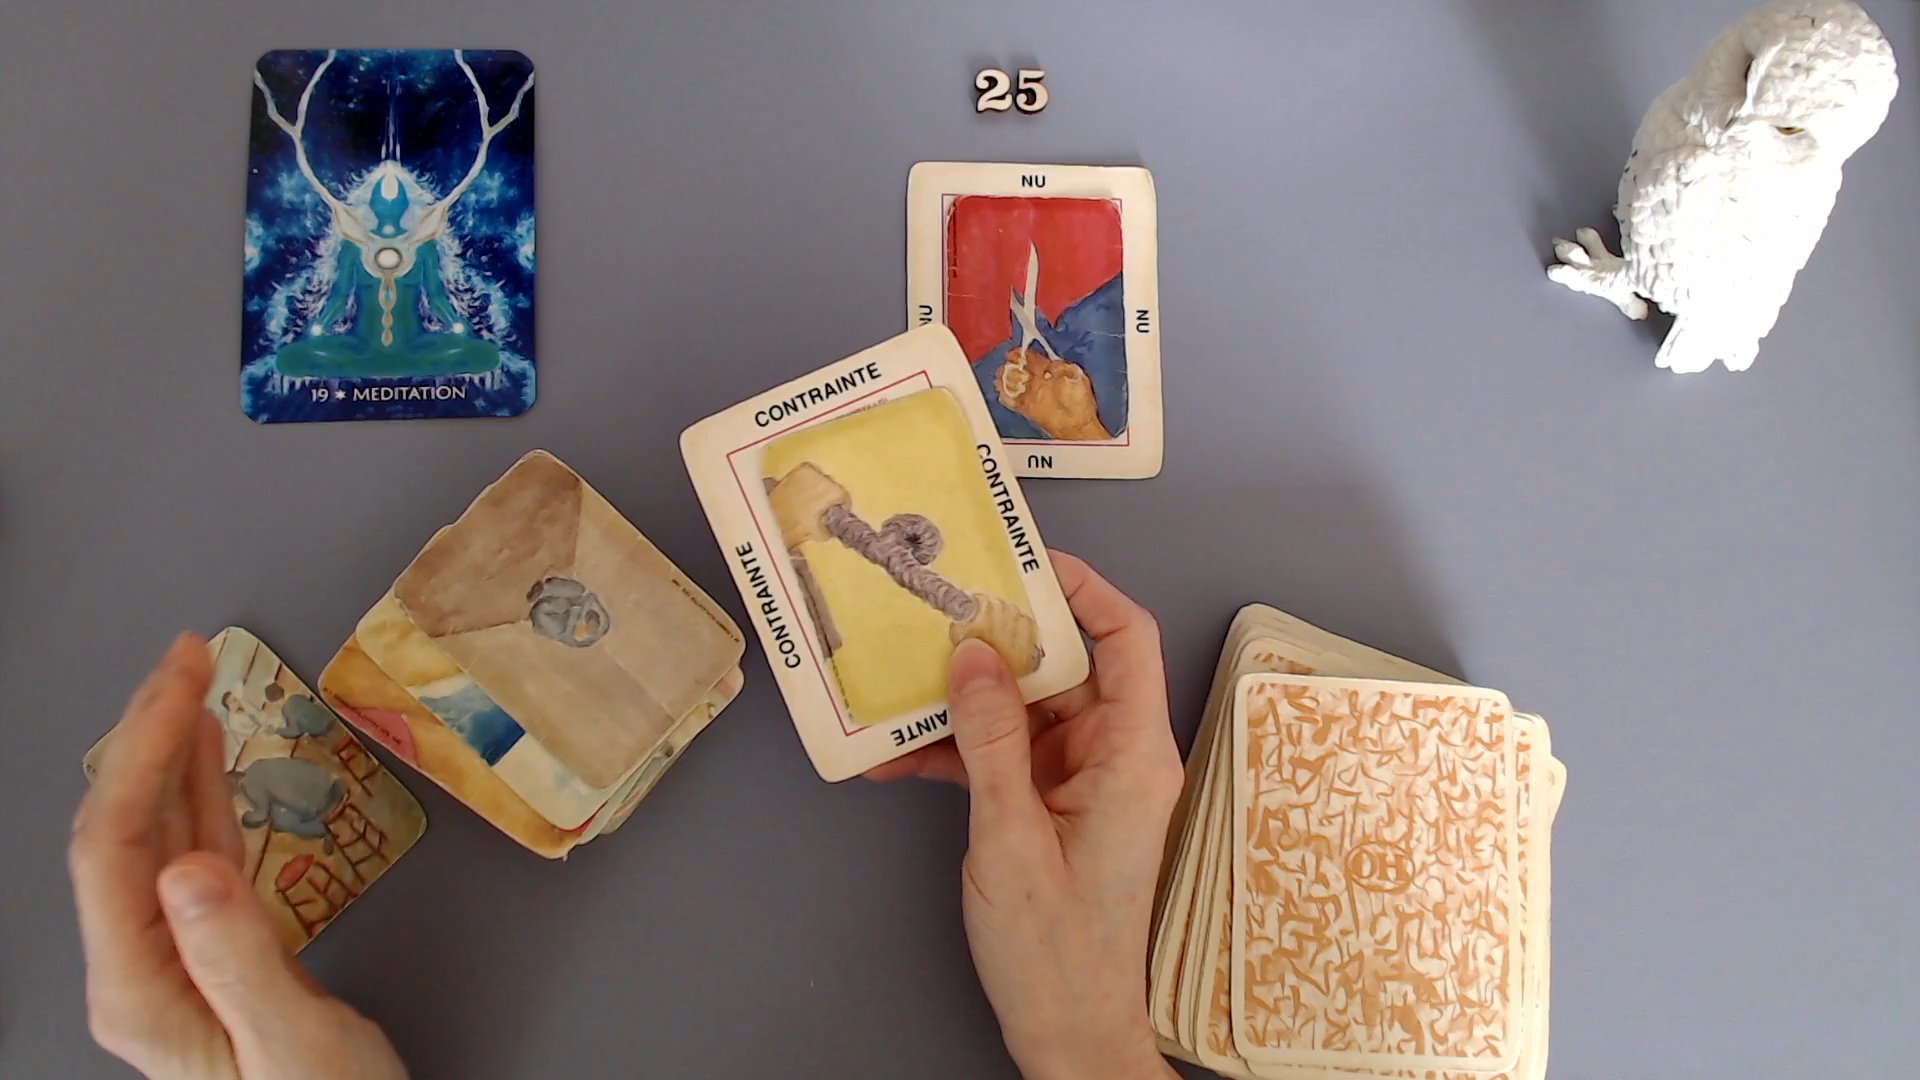 25
NU
NU
NU
NU
19 * MEDITATION
CONTRAINTE
CONTRAINTE
CONTRAINTE
AINTE
OH